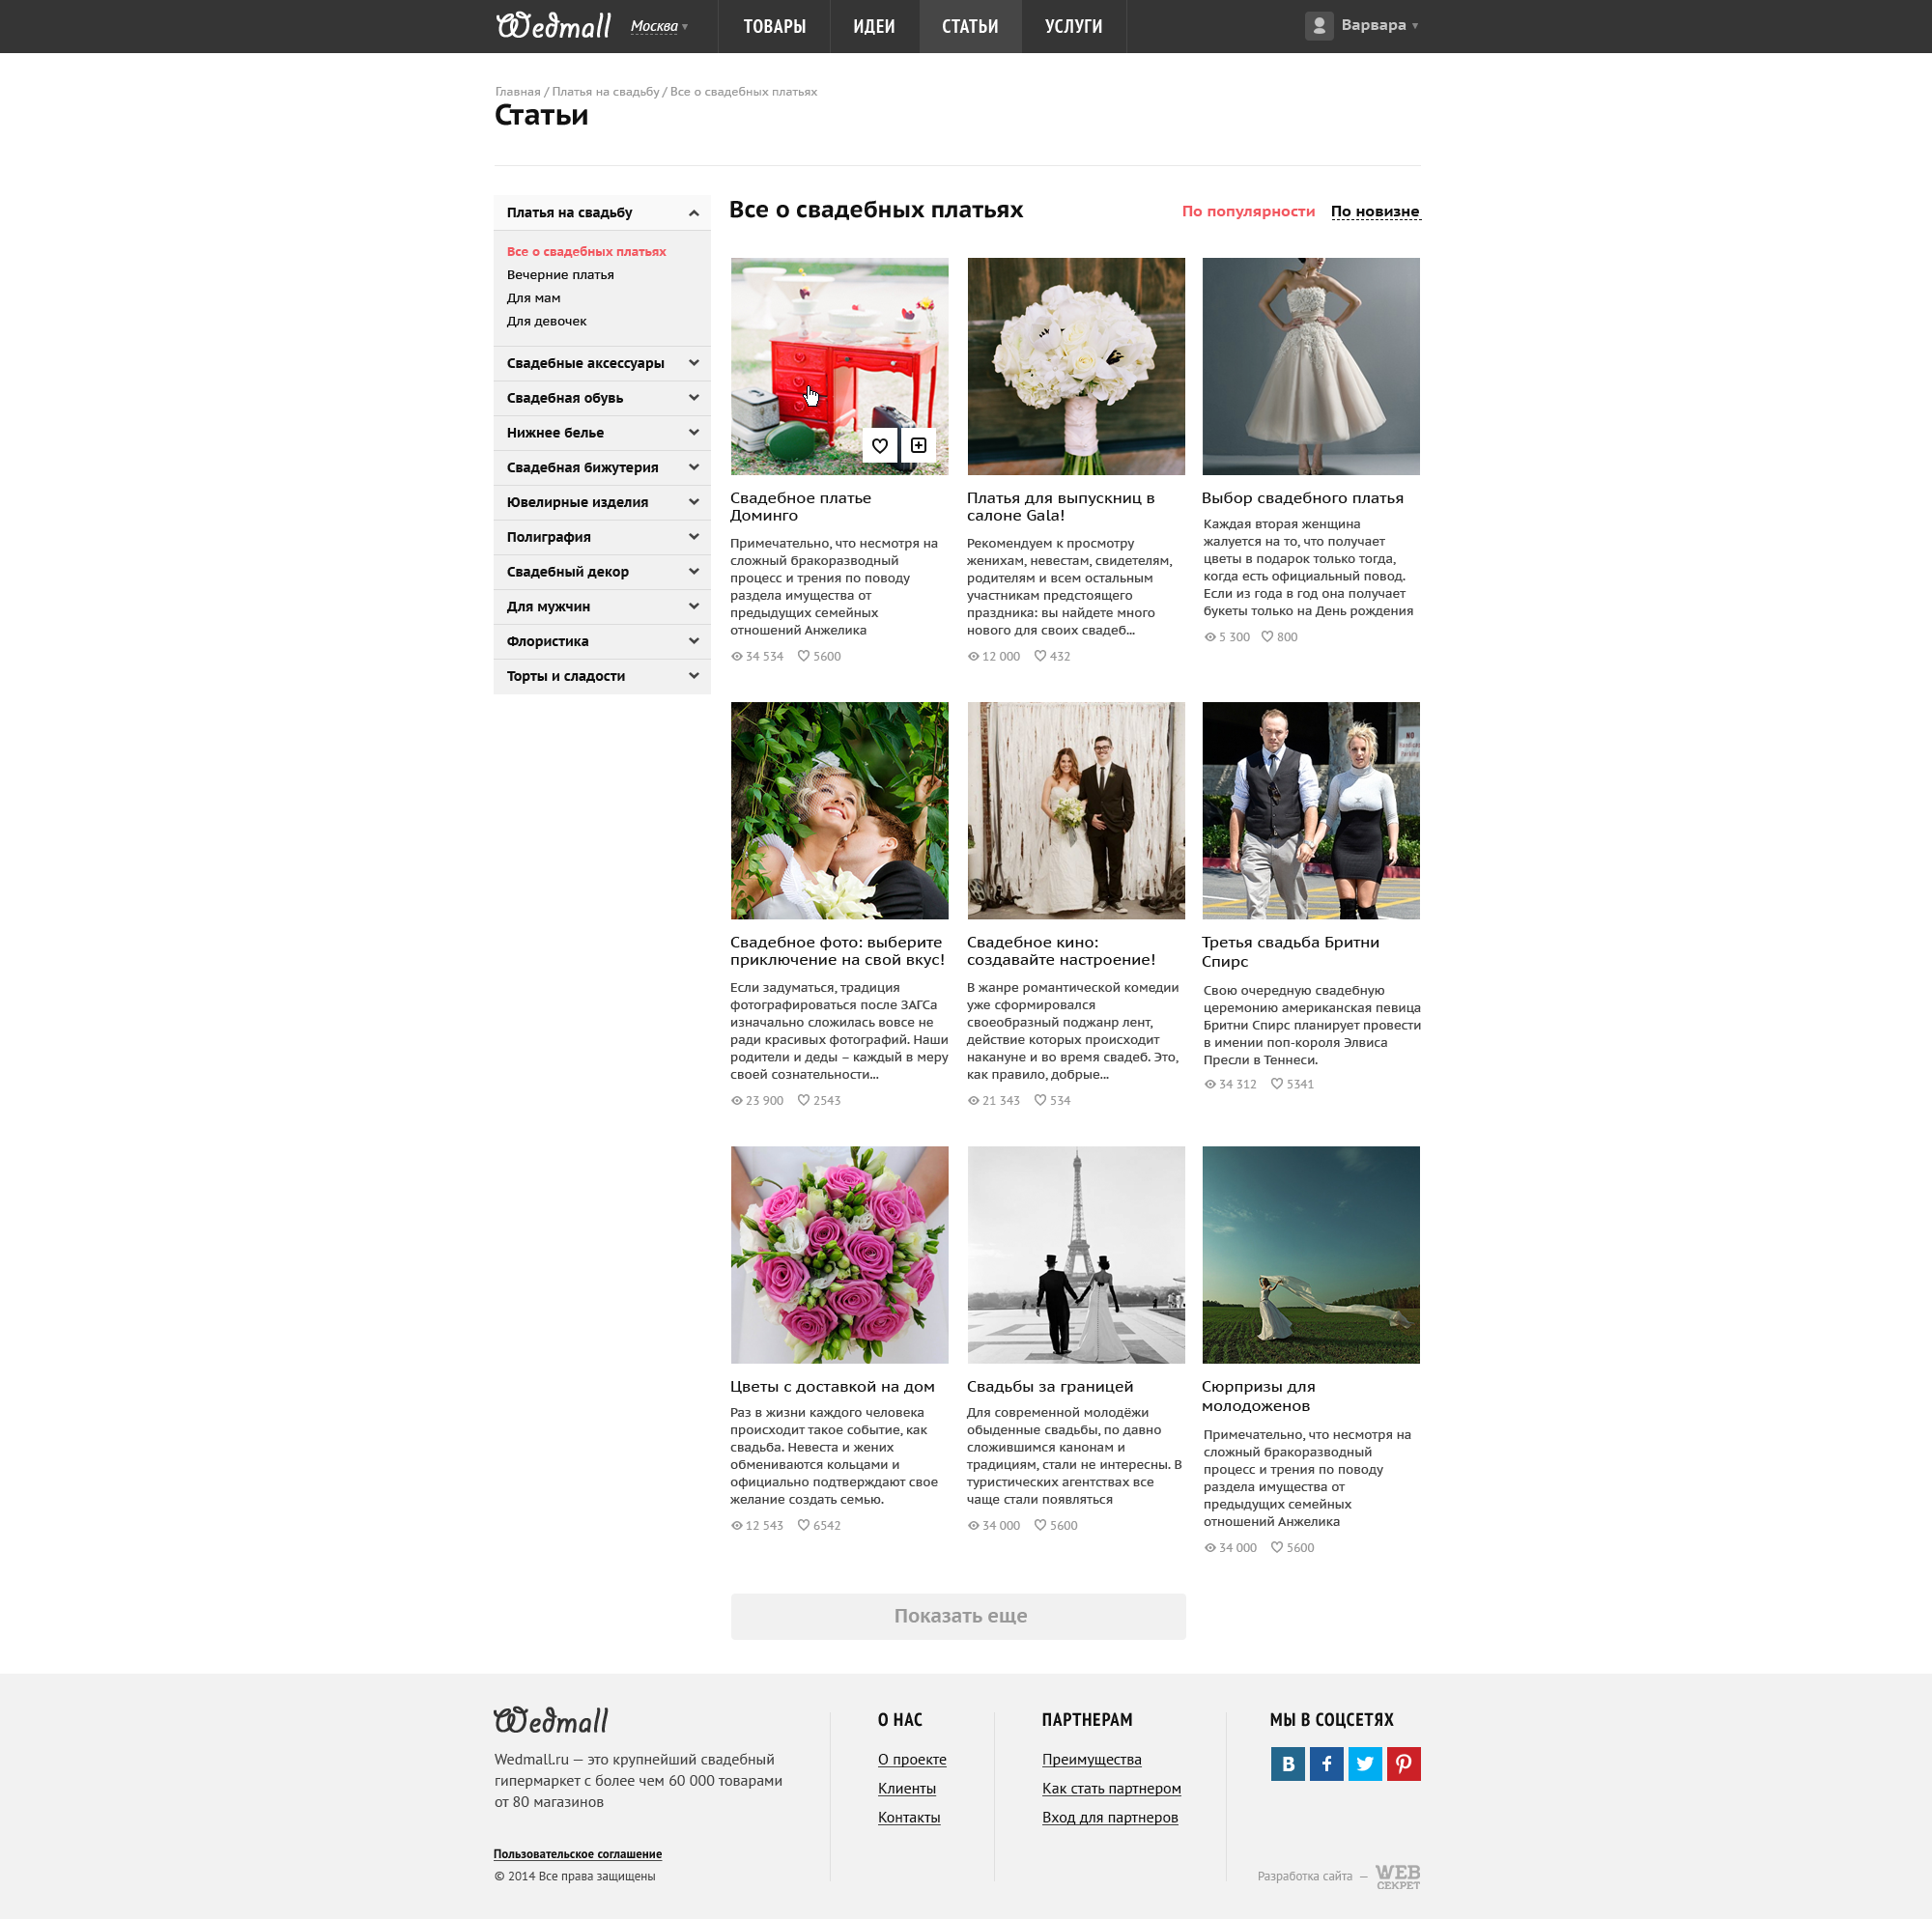 Wedmall
Москва
ТОВАРЫ
ИДЕИ
СТАТЬИ
УСЛУГИ
Варвара
Главная / Платья на свадьбу / Все о свадебных платьях
Статьи
Платья на свадьбу
Все о свадебных платьях
Вечерние платья
Для мам
Для девочек
Свадебные аксессуары
Свадебная обувь
Нижнее белье
Свадебная бижутерия
Ювелирные изделия
Полиграфия
Свадебный декор
Для мужчин
Флористика
Торты и сладости
Все о свадебных платьях
По популярности
По новизне
Свадебное платье
Доминго
Примечательно, что несмотря на
сложный бракоразводный
процесс и трения по поводу
раздела имущества от
предыдущих семейных
отношений Анжелика
34 534 5600
Платья для выпускниц в
салоне Gala!
Рекомендуем к просмотру
женихам, невестам, свидетелям,
родителям и всем остальным
участникам предстоящего
праздника: вы найдете много
нового для своих свадеб...
12 000 432
Выбор свадебного платья
Каждая вторая женщина
жалуется на то, что получает
цветы в подарок только тогда,
когда есть официальный повод.
Если из года в год она получает
букеты только на День рождения
5 300 800
Свадебное фото: выберите
приключение на свой вкус!
Если задуматься, традиция
фотографироваться после ЗАГСа
изначально сложилась вовсе не
ради красивых фотографий. Наши
родители и деды – каждый в меру
своей сознательности...
23 900 2543
Свадебное кино:
создавайте настроение!
В жанре романтической комедии
уже сформировался
своеобразный поджанр лент,
действие которых происходит
накануне и во время свадеб. Это,
как правило, добрые...
21 343 534
NO
Третья свадьба Бритни
Спирс
Свою очередную свадебную
церемонию американская певица
Бритни Спирс планирует провести
в имении поп-короля Элвиса
Пресли в Теннеси.
34 312 5341
Цветы с доставкой на дом
Раз в жизни каждого человека
происходит такое событие, как
свадьба. Невеста и жених
обмениваются кольцами и
официально подтверждают свое
желание создать семью.
12 543 6542
Свадьбы за границей
Для современной молодёжи
обыденные свадьбы, по давно
сложившимся канонам и
традициям, стали не интересны. В
туристических агентствах все
чаще стали появляться
34 000 5600
Сюрпризы для
молодоженов
Примечательно, что несмотря на
сложный бракоразводный
процесс и трения по поводу
раздела имущества от
предыдущих семейных
отношений Анжелика
34 000 5600
Показать еще
Wedmall
Wedmall.ru — это крупнейший свадебный
гипермаркет с более чем 60 000 товарами
от 80 магазинов
Пользовательское соглашение
© 2014 Все права защищены
О НАС
О проекте
Клиенты
Контакты
ПАРТНЕРАМ
Преимущества
Как стать партнером
Вход для партнеров
МЫ В СОЦСЕТЯХ
Разработка сайта —
WEB
СЕКРЕТ